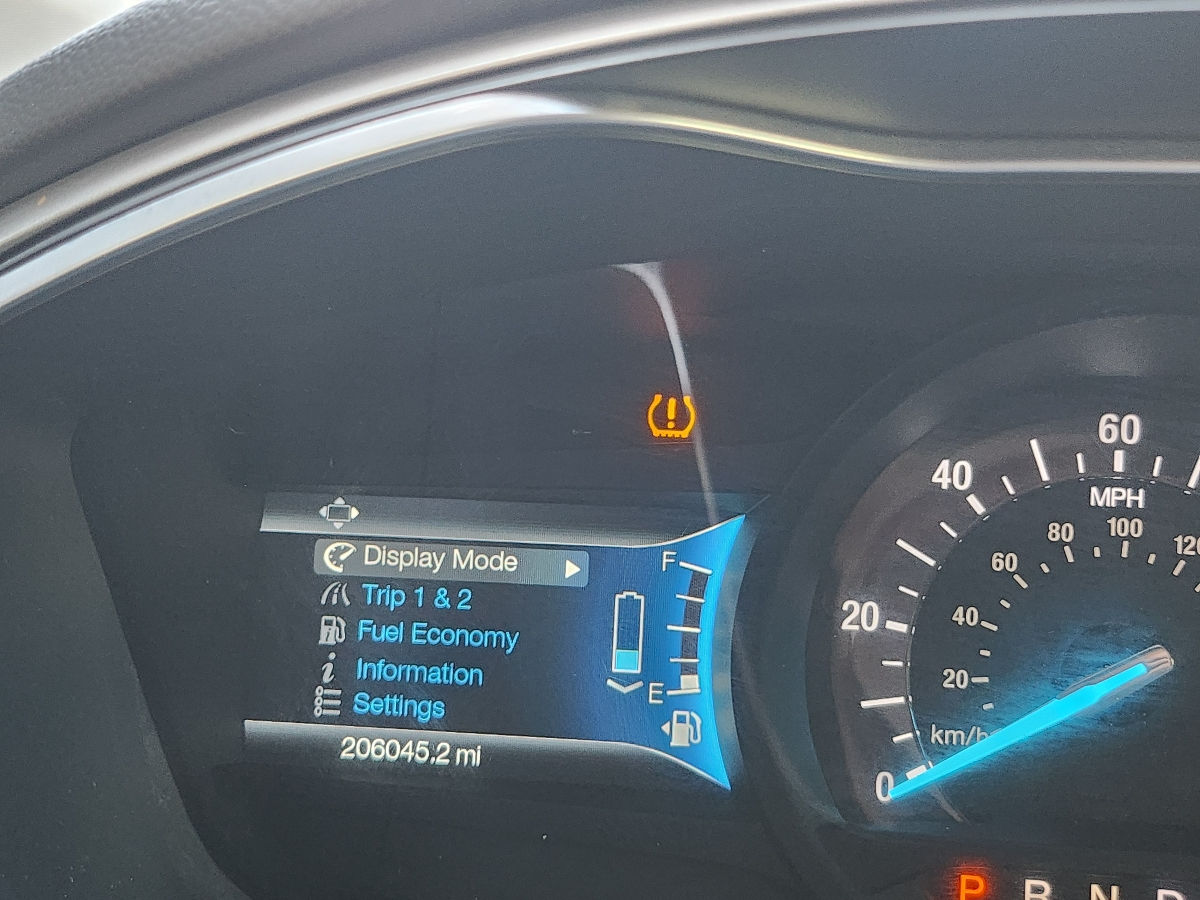 Display Mode
Trip 1 & 2
Fuel Economy
Information
Settings
206045.2 mi
F
E
60
40
20
0
MPH
100
80
60
40
20
km/h
P R N